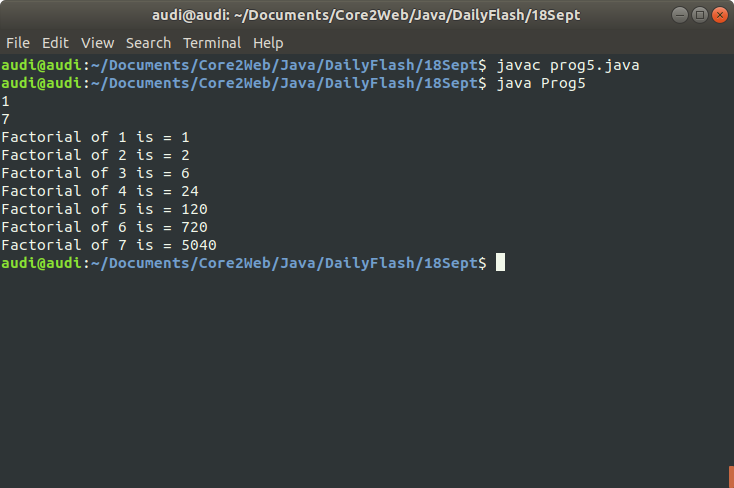 audi@audi: ~/Documents/Core2Web/Java/DailyFlash/18Sept
File Edit View Search Terminal Help
audi@audi:~/Documents/Core2Web/Java/DailyFlash/18Sept$ javac prog5.java
audi@audi:~/Documents/Core2Web/Java/DailyFlash/18Sept$ java Prog5
1
7
Factorial of 1 is = 1
Factorial of 2 is = 2
Factorial of 3 is = 6
Factorial of 4 is = 24
Factorial of 5 is = 120
Factorial of 6 is = 720
Factorial of 7 is = 5040
audi@audi:~/Documents/Core2Web/Java/DailyFlash/18Sept$